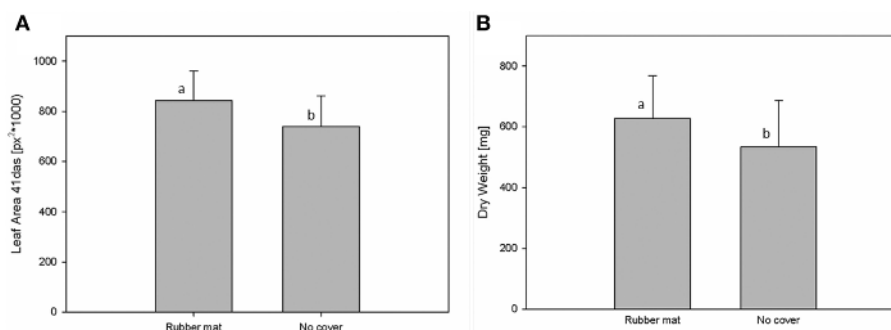 A
Leaf Area 41das [px²*1000)
1000
800
600
400
200
0
a
b
Rubber mat
No cover
B
Dry Weight [mg]
800
600
400
200
0
a
b
Rubber mat
No cover